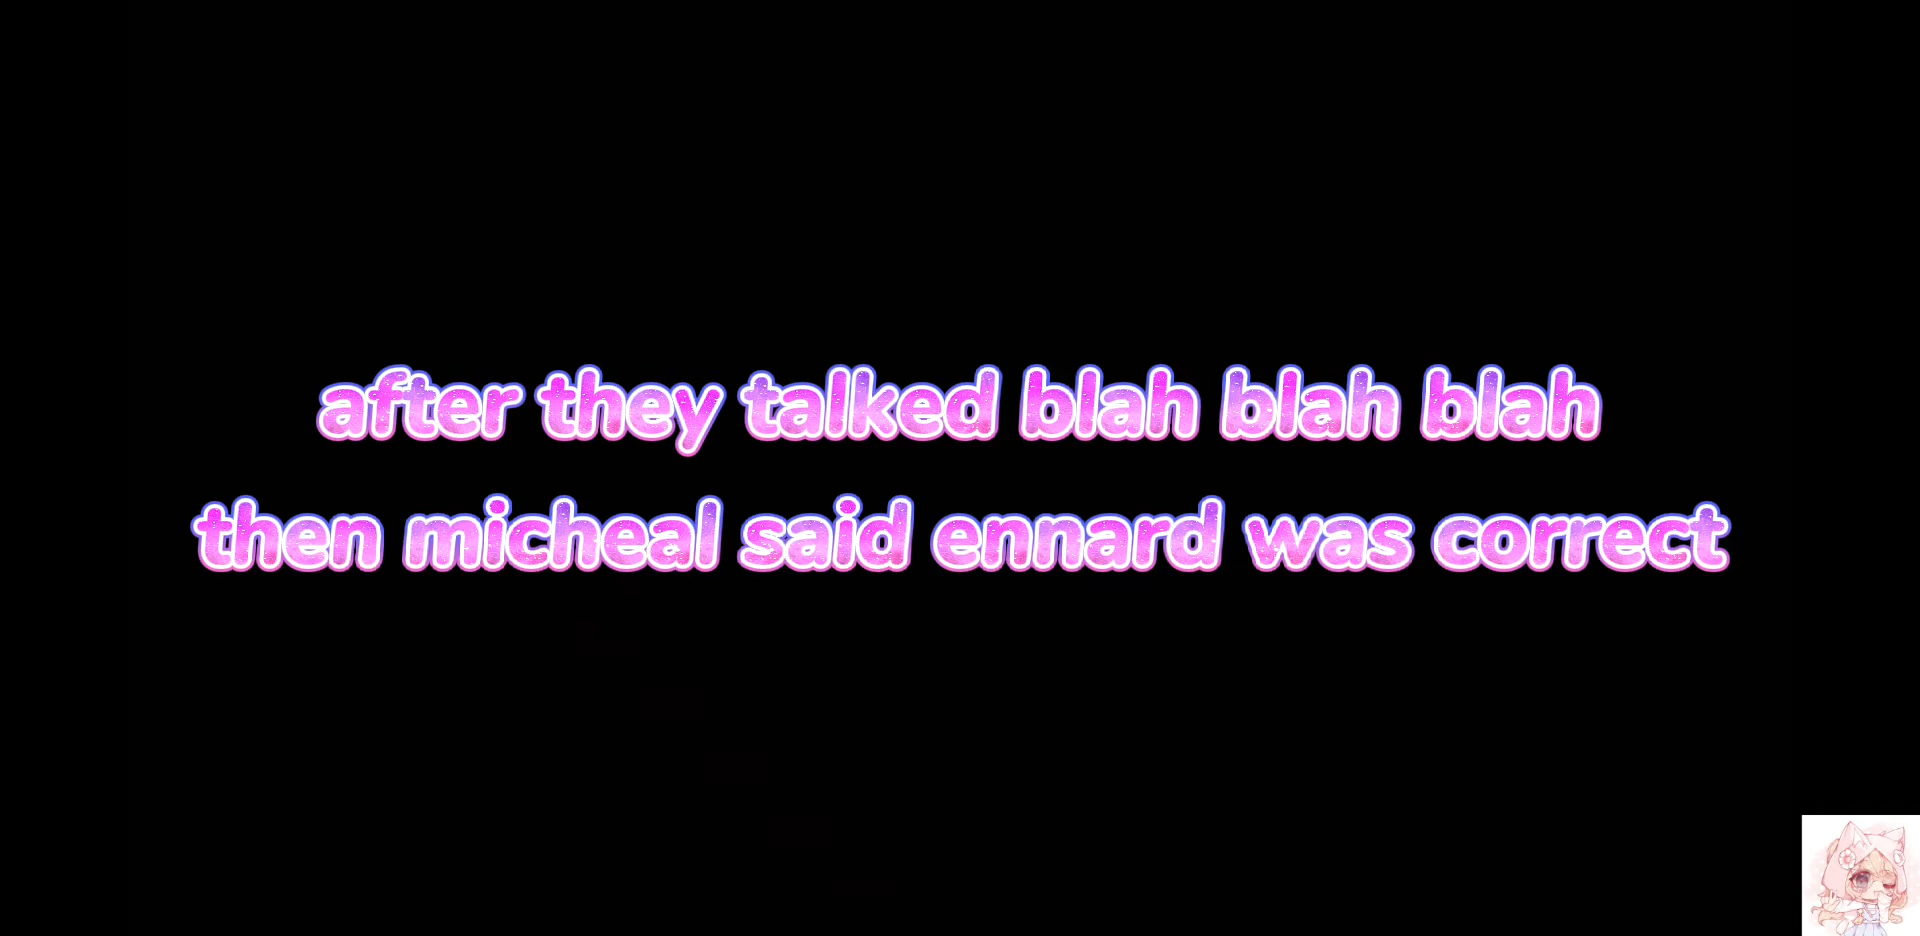 after they talked blah blah blah
then micheal said ennard was correct